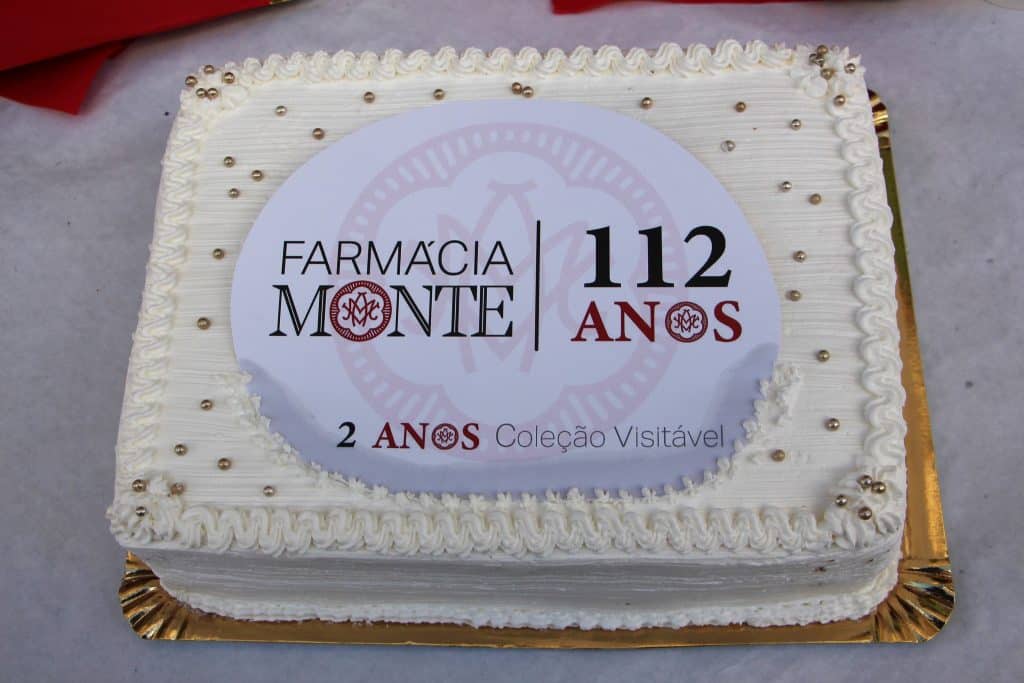 FARMÁCIA
MONTE
112
ANOS
2 ANOS Coleção Visitável